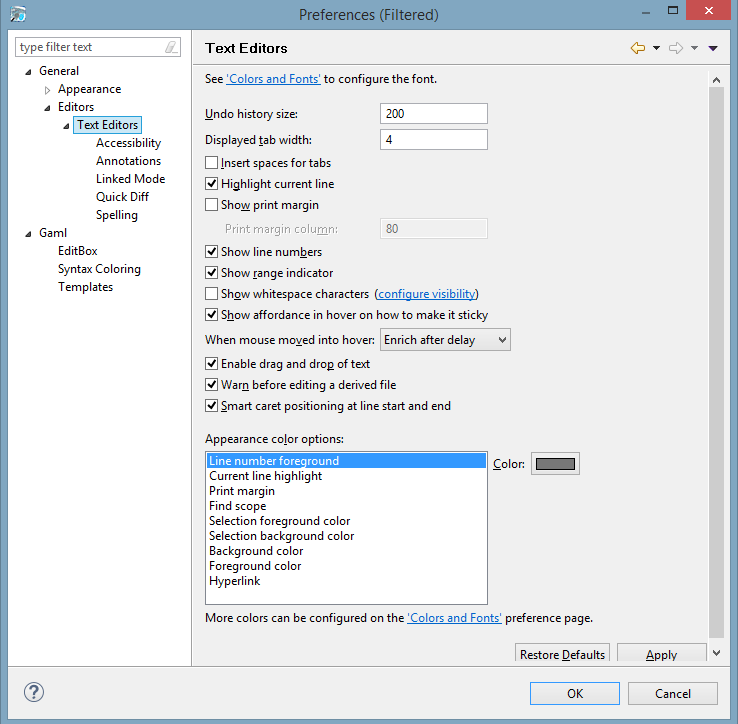 Preferences (Filtered)
type filter text
General
Appearance
Editors
Text Editors
Accessibility
Annotations
Linked Mode
Quick Diff
Spelling
Gaml
EditBox
Syntax Coloring
Templates
Text Editors
See 'Colors and Fonts' to configure the font.
Undo history size: 200
Displayed tab width: 4
Insert spaces for tabs
Highlight current line
Show print margin
Print margin column: 80
Show line numbers
Show range indicator
Show whitespace characters (configure visibility)
Show affordance in hover on how to make it sticky
When mouse moved into hover: Enrich after delay
Enable drag and drop of text
Warn before editing a derived file
Smart caret positioning at line start and end
Appearance color options:
Line number foreground
Current line highlight
Print margin
Find scope
Selection foreground color
Selection background color
Background color
Foreground color
Hyperlink
Color:
More colors can be configured on the 'Colors and Fonts' preference page.
Restore Defaults Apply
? OK Cancel